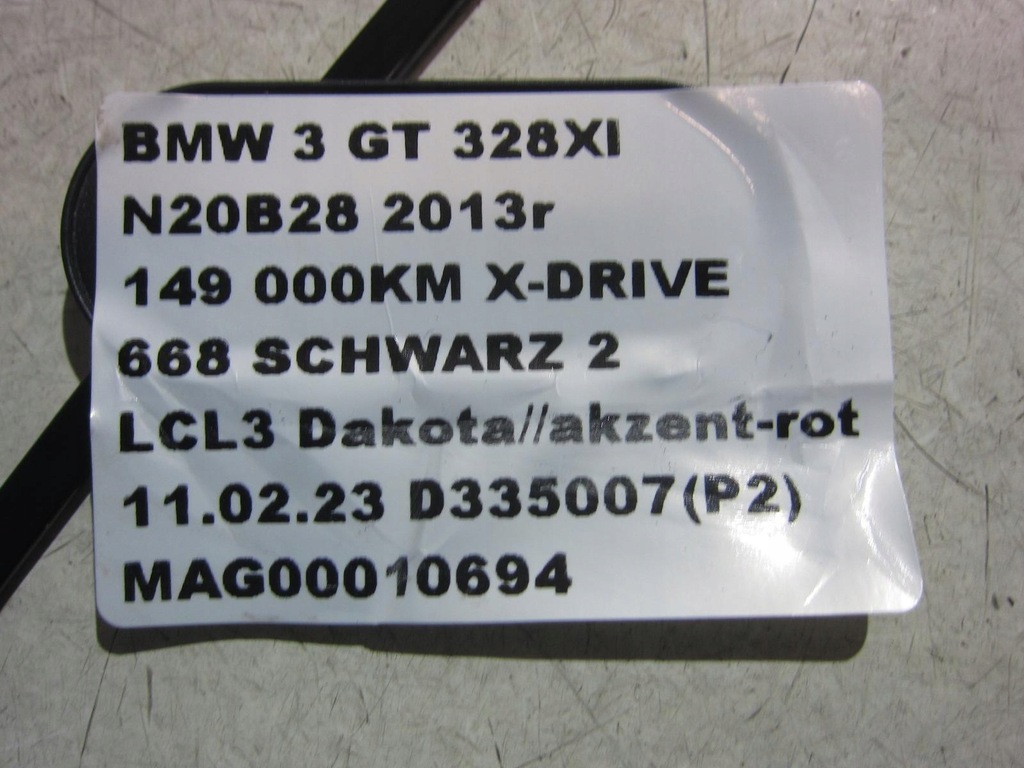 BMW 3 GT 328XI
N20B28 2013r
149 000KM X-DRIVE
668 SCHWARZ 2
LCL3 Dakota//akzent-rot
11.02.23 D335007(P2)
MAG00010694